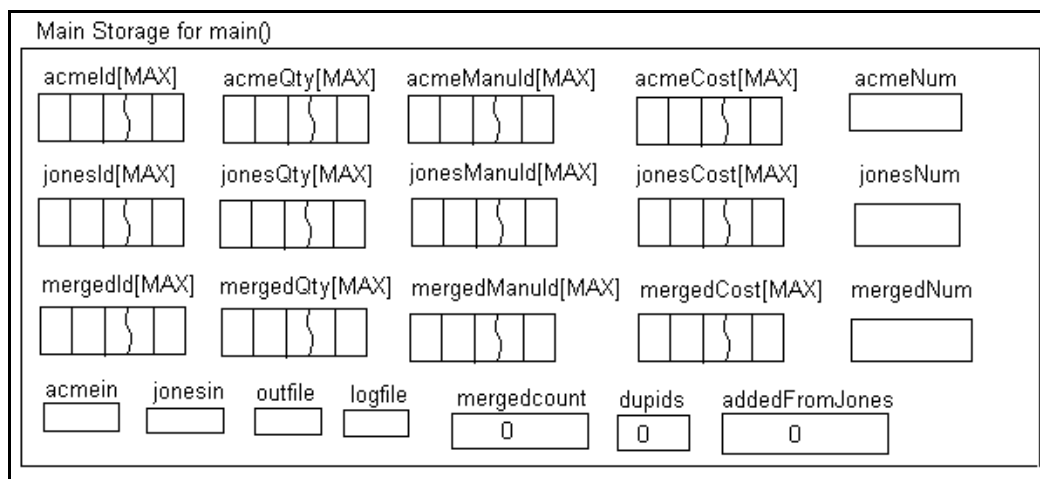 Main Storage for main()
acmeId[MAX] acmeQty[MAX] acmeManuId[MAX] acmeCost[MAX] acmeNum
jonesId[MAX] jonesQty[MAX] jonesManuId[MAX] jonesCost[MAX] jonesNum
mergedId[MAX] mergedQty[MAX] mergedManuId[MAX] mergedCost[MAX] mergedNum
acmein jonesin outfile logfile mergedcount dupids addedFromJones
0 0 0